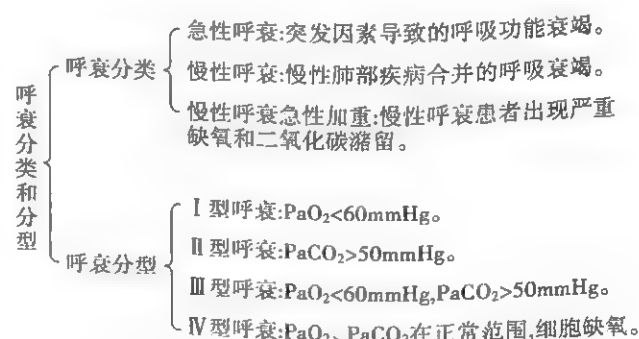 呼衰分类和分型
呼衰分类
急性呼衰:突发因素导致的呼吸功能衰竭。
慢性呼衰:慢性肺部疾病合并的呼吸衰竭。
慢性呼衰急性加重:慢性呼衰患者出现严重
缺氧和二氧化碳潴留。
呼衰分型
Ⅰ型呼衰:PaO₂<60mmHg。
Ⅱ型呼衰:PaCO₂>50mmHg。
Ⅲ型呼衰:PaO₂<60mmHg,PaCO₂>50mmHg。
Ⅳ型呼衰:PaO₂、PaCO₂在正常范围,细胞缺氧。